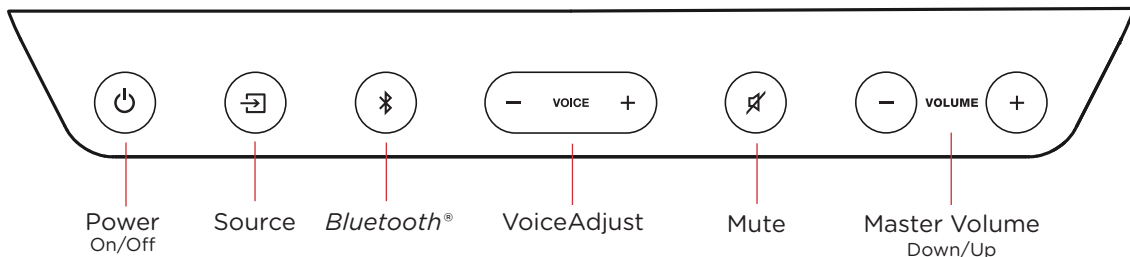 − VOICE +
− VOLUME +
Power Source Bluetooth® VoiceAdjust Mute Master Volume
On/Off Down/Up